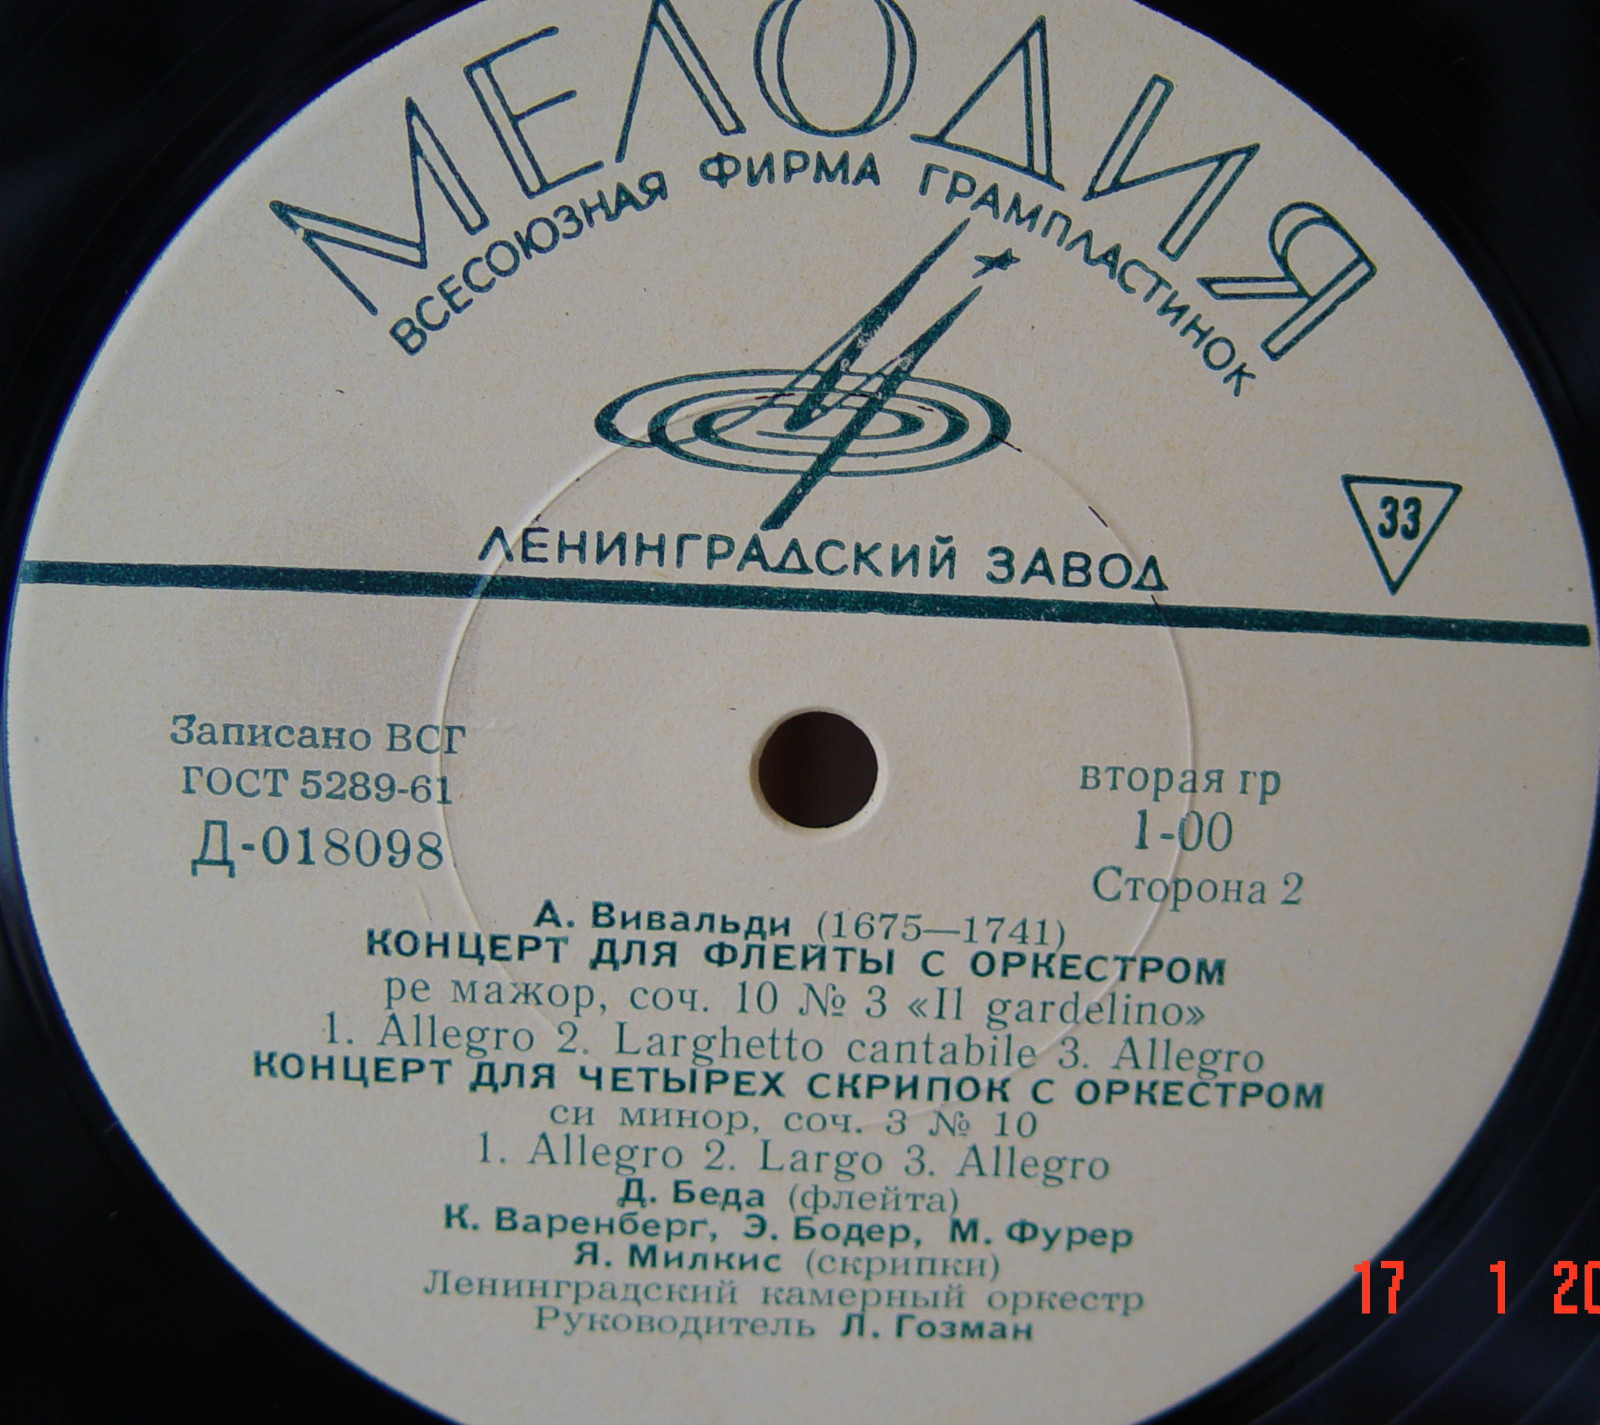 МЕЛОДИЯ
ВСЕСОЮЗНАЯ ФИРМА ГРАМПЛАСТИНОК
ЛЕНИНГРАДСКИЙ ЗАВОД
33
Записано ВСГ
ГОСТ 5289-61
Д-018098
вторая гр
1-00
Сторона 2
А. Вивальди (1675—1741)
КОНЦЕРТ ДЛЯ ФЛЕЙТЫ С ОРКЕСТРОМ
ре мажор, соч. 10 № 3 «Il gardelino»
1. Allegro 2. Larghetto cantabile 3. Allegro
КОНЦЕРТ ДЛЯ ЧЕТЫРЕХ СКРИПОК С ОРКЕСТРОМ
си минор, соч. 3 № 10
1. Allegro 2. Largo 3. Allegro
Д. Беда (флейта)
К. Варенберг, Э. Бодер, М. Фурер
Я. Милкис (скрипки)
Ленинградский камерный оркестр
Руководитель Л. Гозман
17 1 20